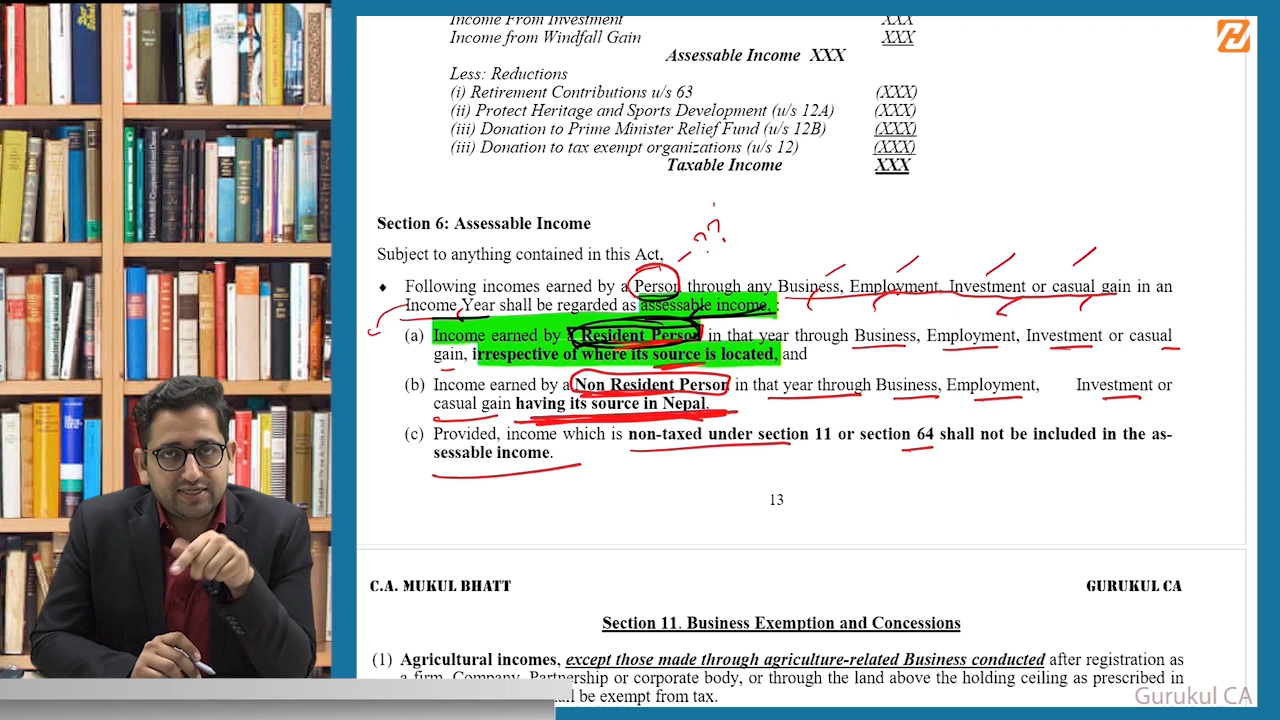 Income From Investment XXX
Income from Windfall Gain XXX
Assessable Income XXX
Less: Reductions
(i) Retirement Contributions u/s 63 (XXX)
(ii) Protect Heritage and Sports Development (u/s 12A) (XXX)
(iii) Donation to Prime Minister Relief Fund (u/s 12B) (XXX)
(iii) Donation to tax exempt organizations (u/s 12) (XXX)
Taxable Income XXX
Section 6: Assessable Income
??
Subject to anything contained in this Act,
♦ Following incomes earned by a Person through any Business, Employment, Investment or casual gain in an
Income Year shall be regarded as assessable income. :
(a) Income earned by a Resident Person in that year through Business, Employment, Investment or casual
gain, irrespective of where its source is located, and
(b) Income earned by a Non Resident Person in that year through Business, Employment, Investment or
casual gain having its source in Nepal.
(c) Provided, income which is non-taxed under section 11 or section 64 shall not be included in the as-
sessable income.
13
C.A. MUKUL BHATT GURUKUL CA
Section 11. Business Exemption and Concessions
(1) Agricultural incomes, except those made through agriculture-related Business conducted after registration as
a firm, Company, Partnership or corporate body, or through the land above the holding ceiling as prescribed in
be exempt from tax.
Gurukul CA